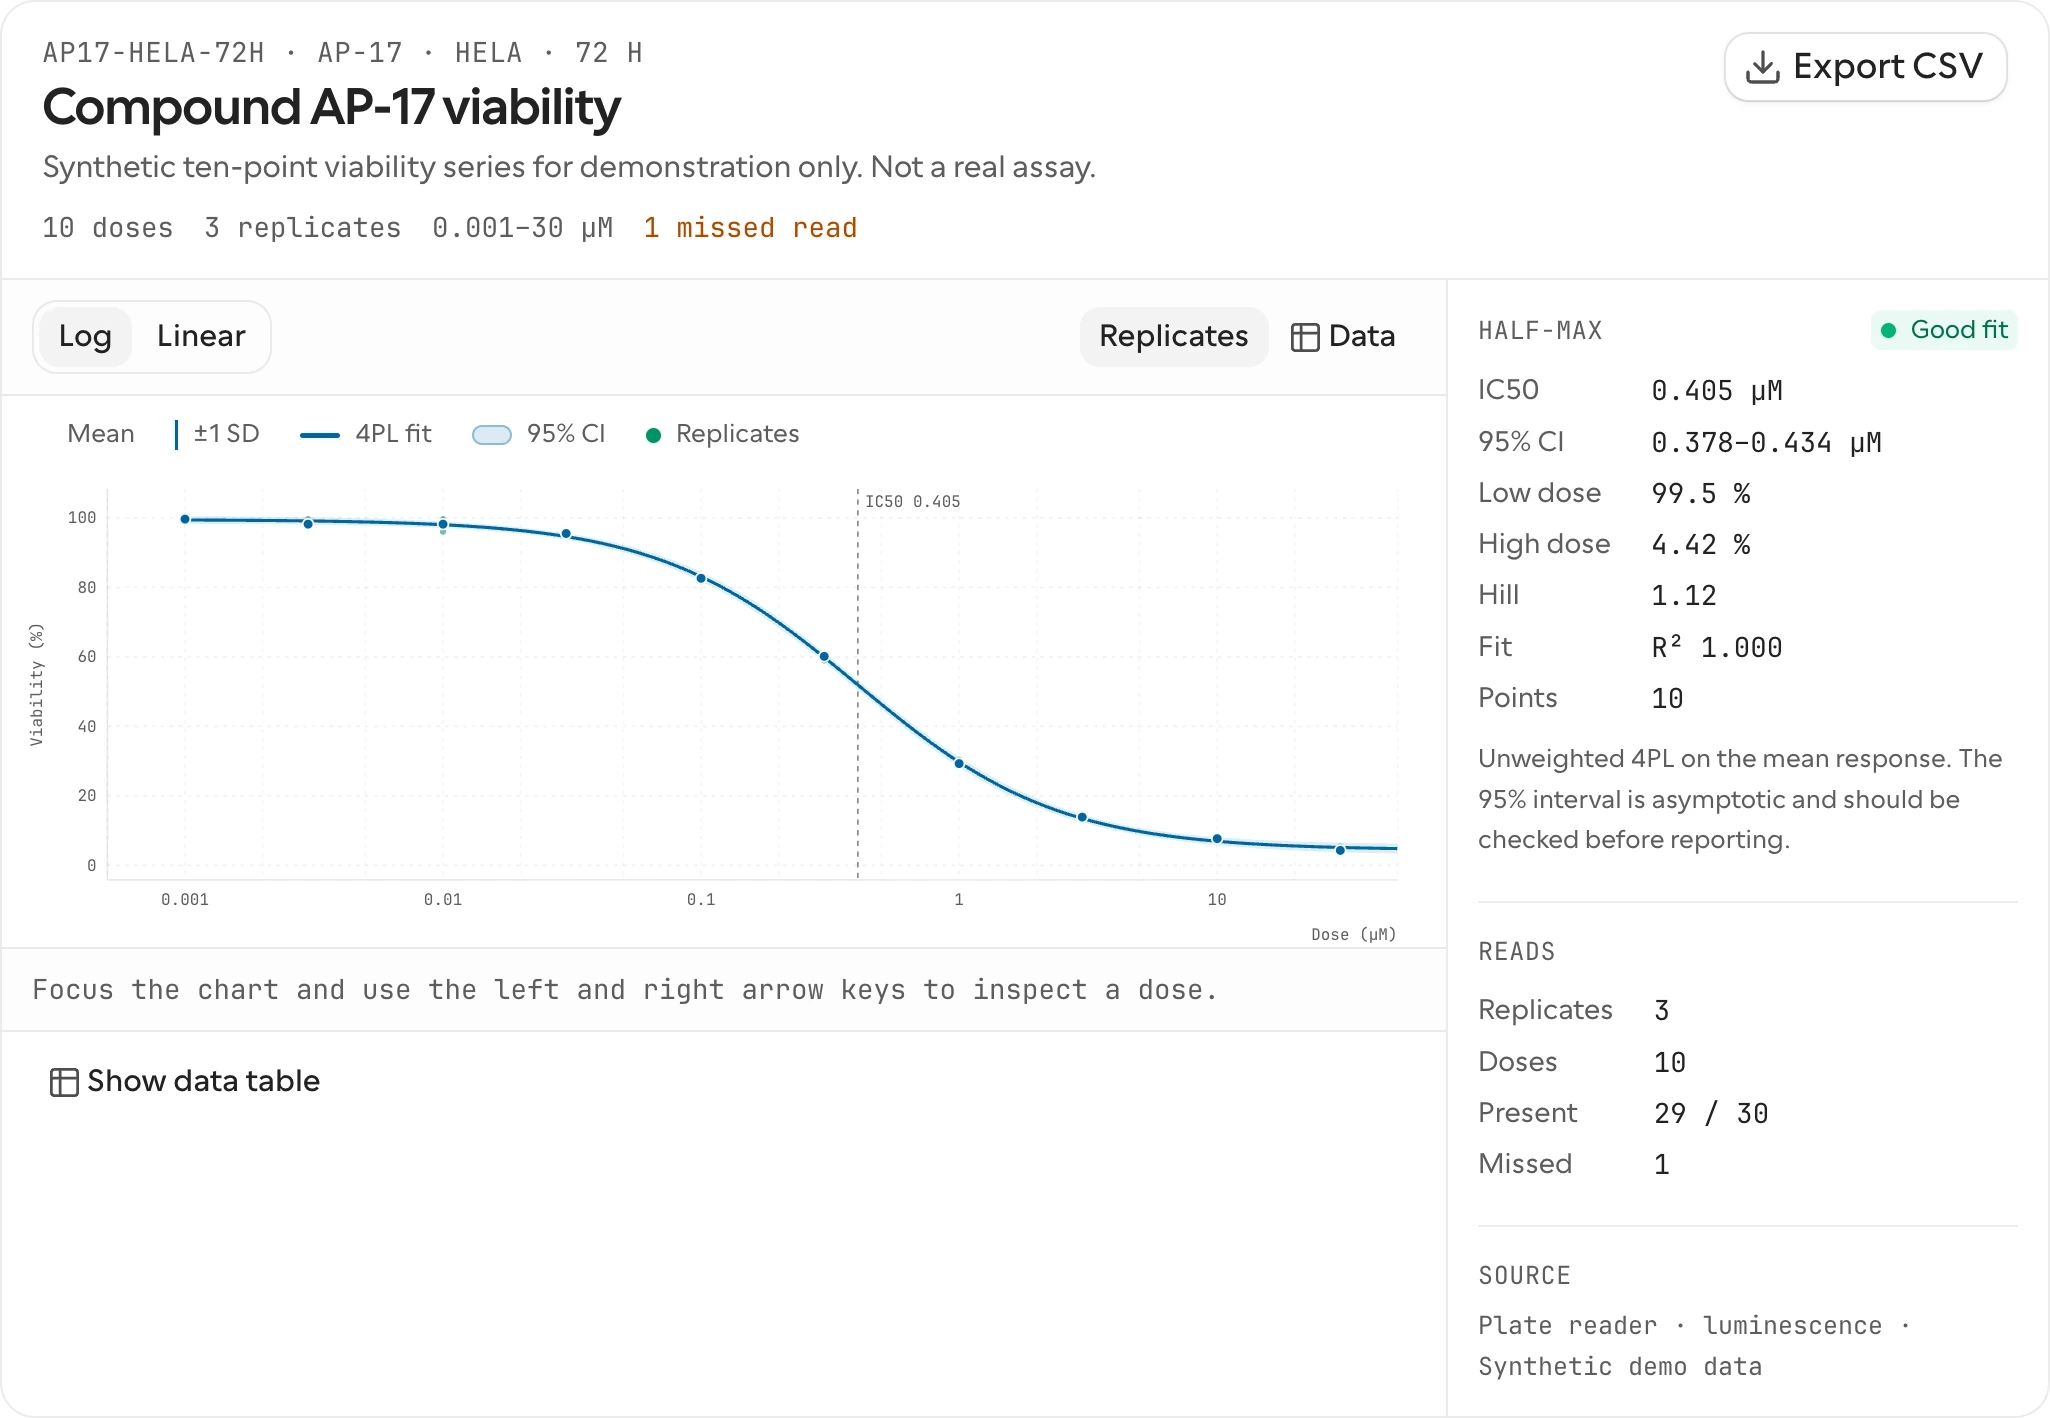 AP17-HELA-72H · AP-17 · HELA · 72 H
Compound AP-17 viability
Synthetic ten-point viability series for demonstration only. Not a real assay.
10 doses 3 replicates 0.001–30 µM 1 missed read
Export CSV
Log Linear
Replicates Data
Mean ±1 SD 4PL fit 95% CI Replicates
IC50 0.405
100
80
60
40
20
0
Viability (%)
0.001 0.01 0.1 1 10
Dose (µM)
Focus the chart and use the left and right arrow keys to inspect a dose.
Show data table
HALF-MAX Good fit
IC50 0.405 µM
95% CI 0.378–0.434 µM
Low dose 99.5 %
High dose 4.42 %
Hill 1.12
Fit R² 1.000
Points 10
Unweighted 4PL on the mean response. The
95% interval is asymptotic and should be
checked before reporting.
READS
Replicates 3
Doses 10
Present 29 / 30
Missed 1
SOURCE
Plate reader · luminescence ·
Synthetic demo data